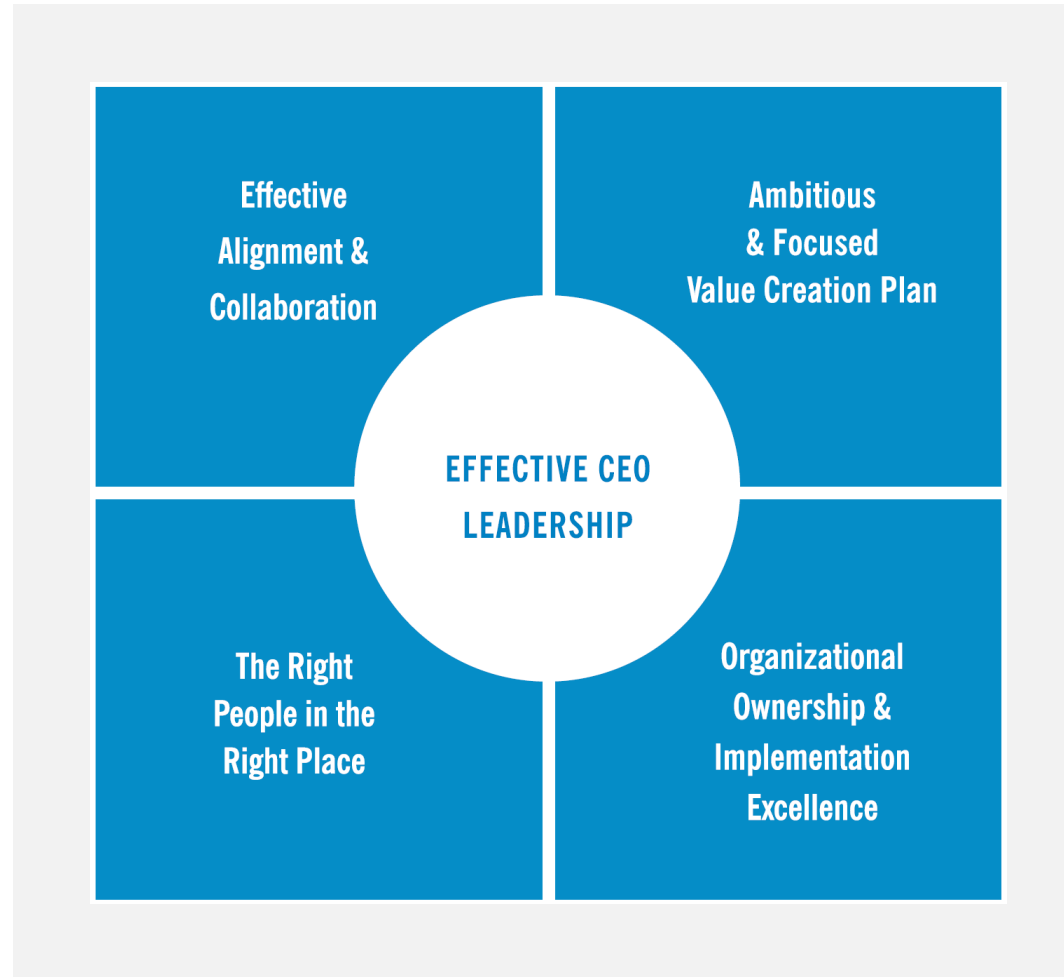 Effective
Alignment &
Collaboration
Ambitious
& Focused
Value Creation Plan
EFFECTIVE CEO
LEADERSHIP
The Right
People in the
Right Place
Organizational
Ownership &
Implementation
Excellence